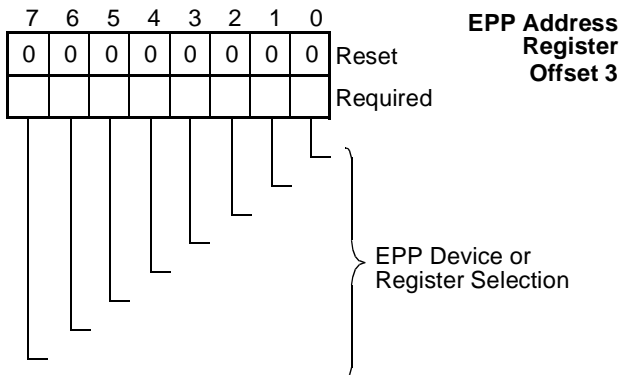 7 6 5 4 3 2 1 0
EPP Address
Register
Offset 3
0 0 0 0 0 0 0 0 Reset
Required
EPP Device or
Register Selection